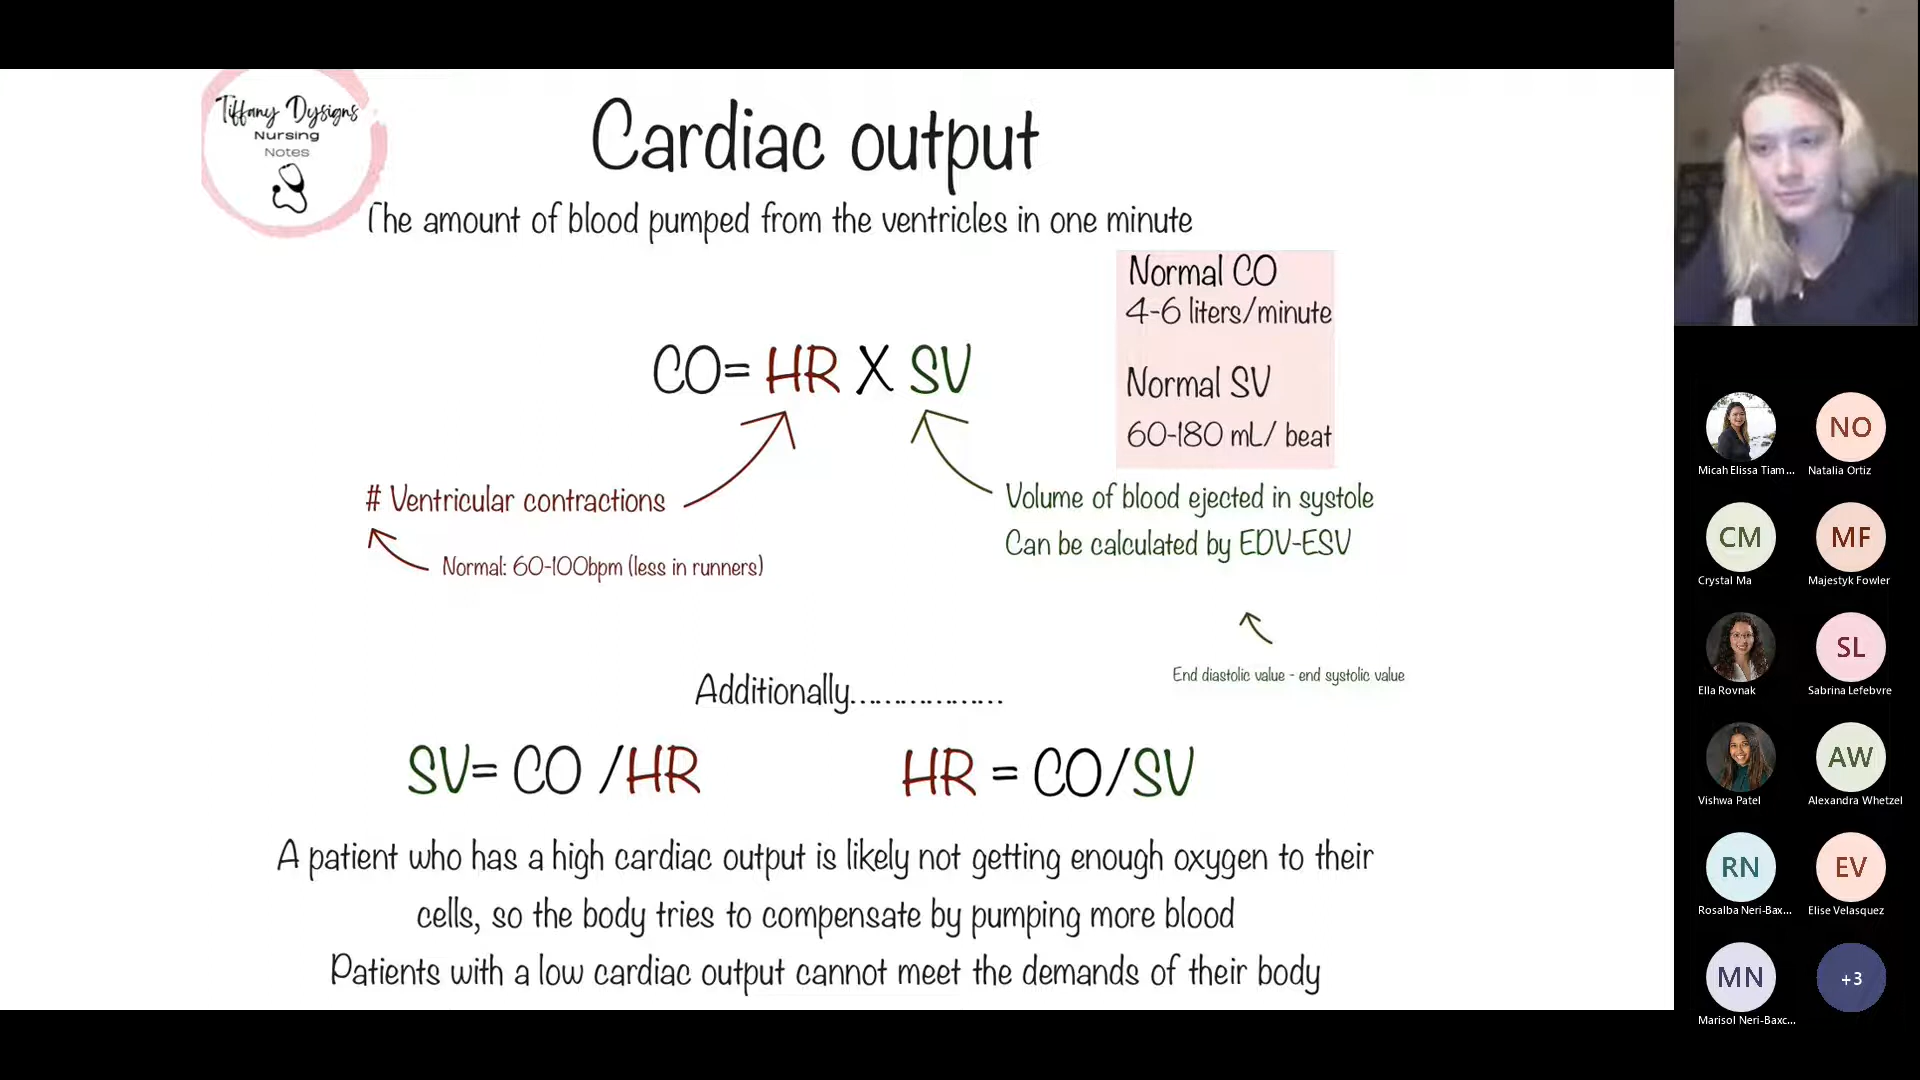 Tiffany Dysigns
Nursing
Notes
Cardiac output
The amount of blood pumped from the ventricles in one minute
Normal CO
4-6 liters/minute
Normal SV
60-180 mL/ beat
CO= HR X SV
# Ventricular contractions
Normal: 60-100bpm (less in runners)
Volume of blood ejected in systole
Can be calculated by EDV-ESV
End diastolic value - end systolic value
Additionally..................
SV= CO /HR
HR = CO/SV
A patient who has a high cardiac output is likely not getting enough oxygen to their
cells, so the body tries to compensate by pumping more blood
Patients with a low cardiac output cannot meet the demands of their body
Micah Elissa Tiam...
NO
Natalia Ortiz
CM
Crystal Ma
MF
Majestyk Fowler
Ella Rovnak
SL
Sabrina Lefebvre
Vishwa Patel
AW
Alexandra Whetzel
RN
Rosalba Neri-Bax...
EV
Elise Velasquez
MN
Marisol Neri-Baxc...
+3